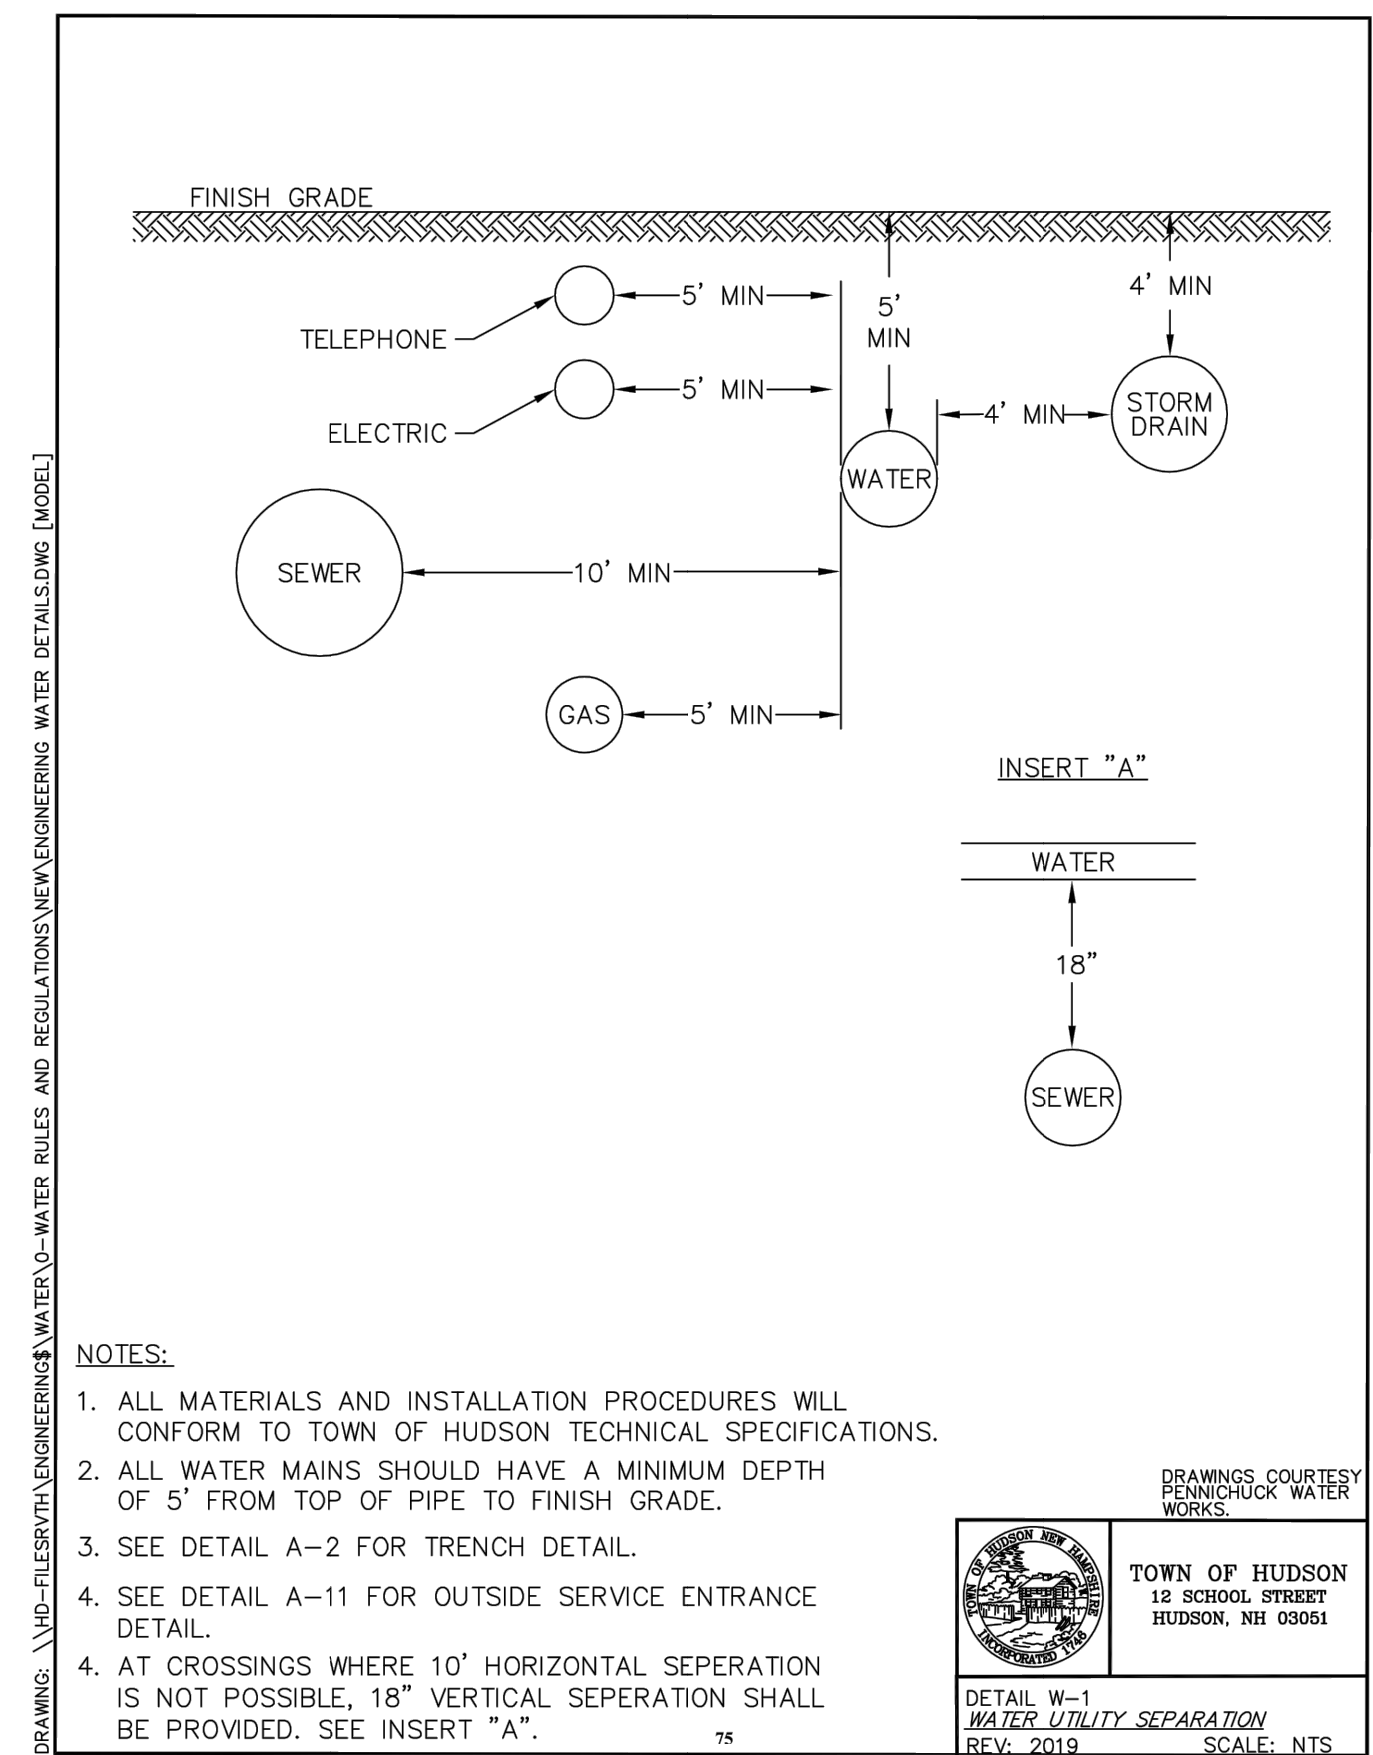 FINISH GRADE
TELEPHONE
5' MIN
ELECTRIC
5' MIN
5'
MIN
4' MIN
4' MIN
STORM
DRAIN
WATER
SEWER
10' MIN
GAS
5' MIN
INSERT "A"
WATER
18"
SEWER
NOTES:
1. ALL MATERIALS AND INSTALLATION PROCEDURES WILL
CONFORM TO TOWN OF HUDSON TECHNICAL SPECIFICATIONS.
2. ALL WATER MAINS SHOULD HAVE A MINIMUM DEPTH
OF 5' FROM TOP OF PIPE TO FINISH GRADE.
3. SEE DETAIL A-2 FOR TRENCH DETAIL.
4. SEE DETAIL A-11 FOR OUTSIDE SERVICE ENTRANCE
DETAIL.
4. AT CROSSINGS WHERE 10' HORIZONTAL SEPERATION
IS NOT POSSIBLE, 18" VERTICAL SEPERATION SHALL
BE PROVIDED. SEE INSERT "A".
75
DRAWINGS COURTESY
PENNICHUCK WATER
WORKS.
TOWN OF HUDSON NEW HAMPSHIRE
INCORPORATED 1746
TOWN OF HUDSON
12 SCHOOL STREET
HUDSON, NH 03051
DETAIL W-1
WATER UTILITY SEPARATION
REV: 2019 SCALE: NTS
DRAWING: \\HD-FILESRVTH\ENGINEERING$\WATER\0-WATER RULES AND REGULATIONS\NEW\ENGINEERING WATER DETAILS.DWG [MODEL]